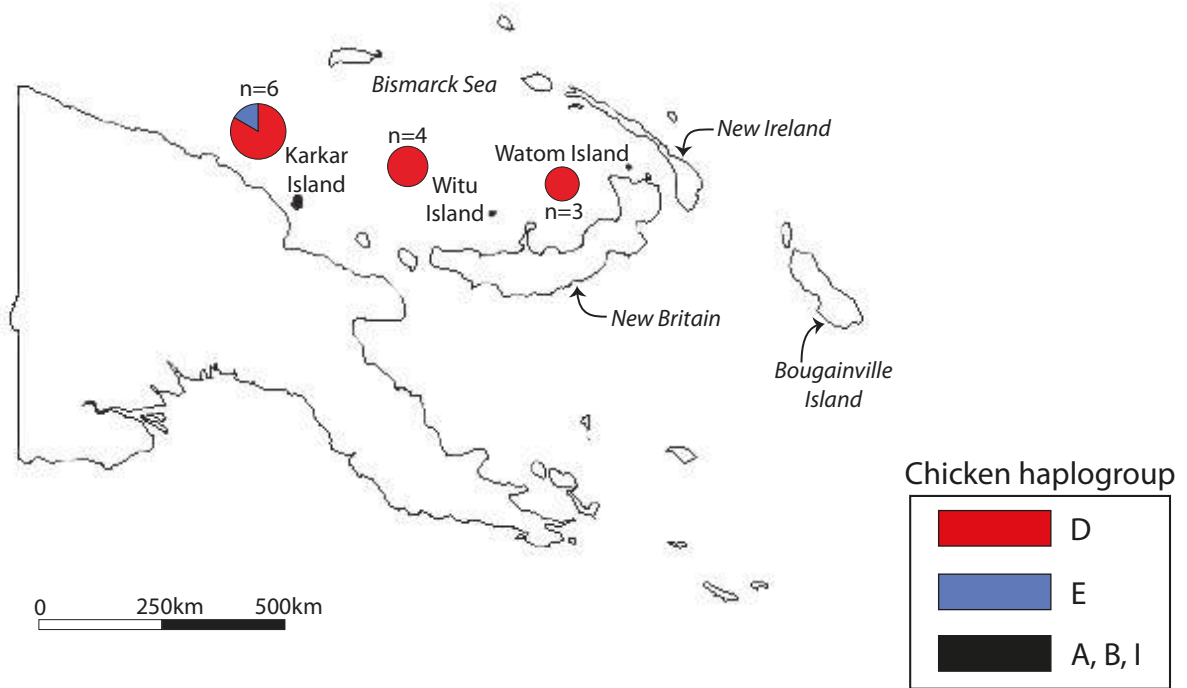 Bismarck Sea
n=6
Karkar
Island
n=4
Witu
Island
Watom Island
n=3
New Ireland
New Britain
Bougainville
Island
Chicken haplogroup
D
E
A, B, I
0 250km 500km